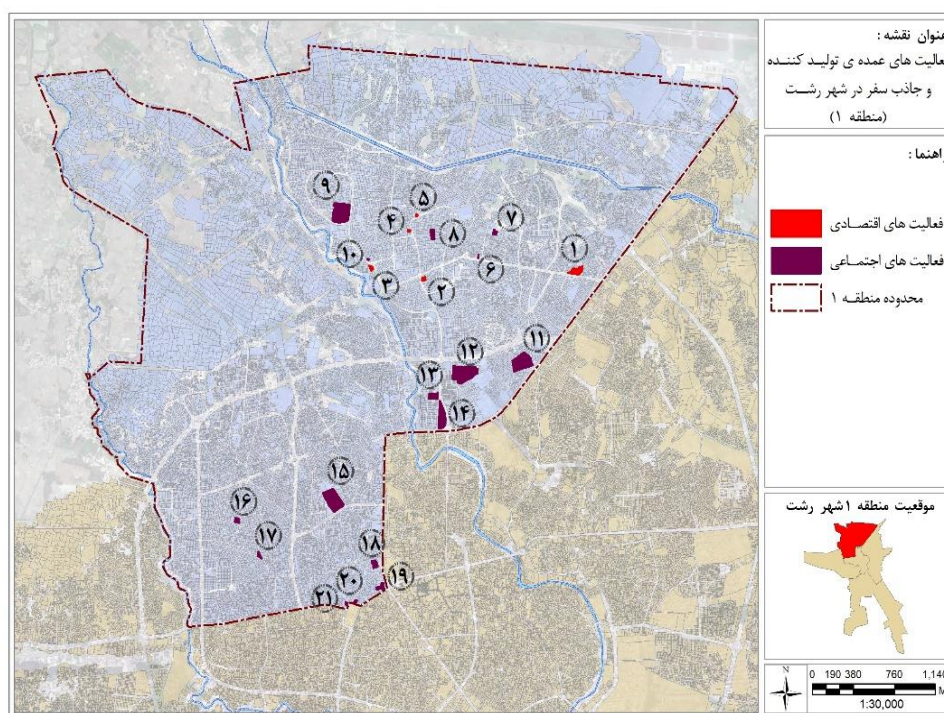 عنوان نقشه :
فعالیت های عمده ی تولید کننده
و جاذب سفر در شهر رشت
(منطقه ۱)
راهنما :
فعالیت های اقتصادی
فعالیت های اجتماعی
محدوده منطقه ۱
موقعیت منطقه ۱ شهر رشت
N
0 190 380 760 1,140
M
1:30,000
۹
۵
۴
۸
۷
۱
۱۰
۳
۲
۶
۱۱
۱۲
۱۳
۱۴
۱۵
۱۶
۱۷
۱۸
۱۹
۲۰
۲۱